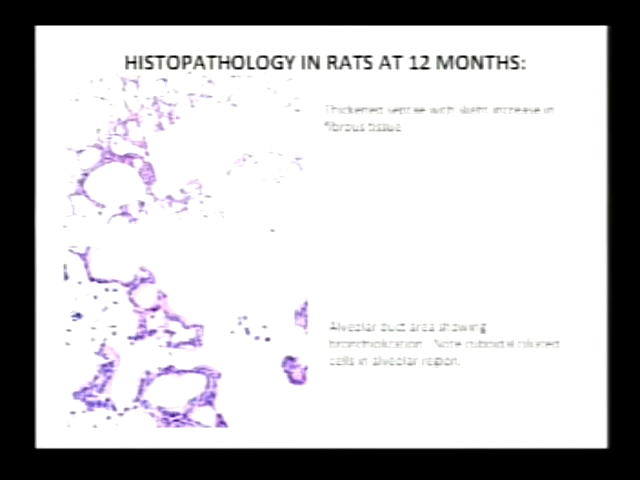 HISTOPATHOLOGY IN RATS AT 12 MONTHS:
Thickened septae with slight increase in
fibrous tissue
Alveolar duct area showing
bronchiolization. Note cuboidal ciliated
cells in alveolar region.